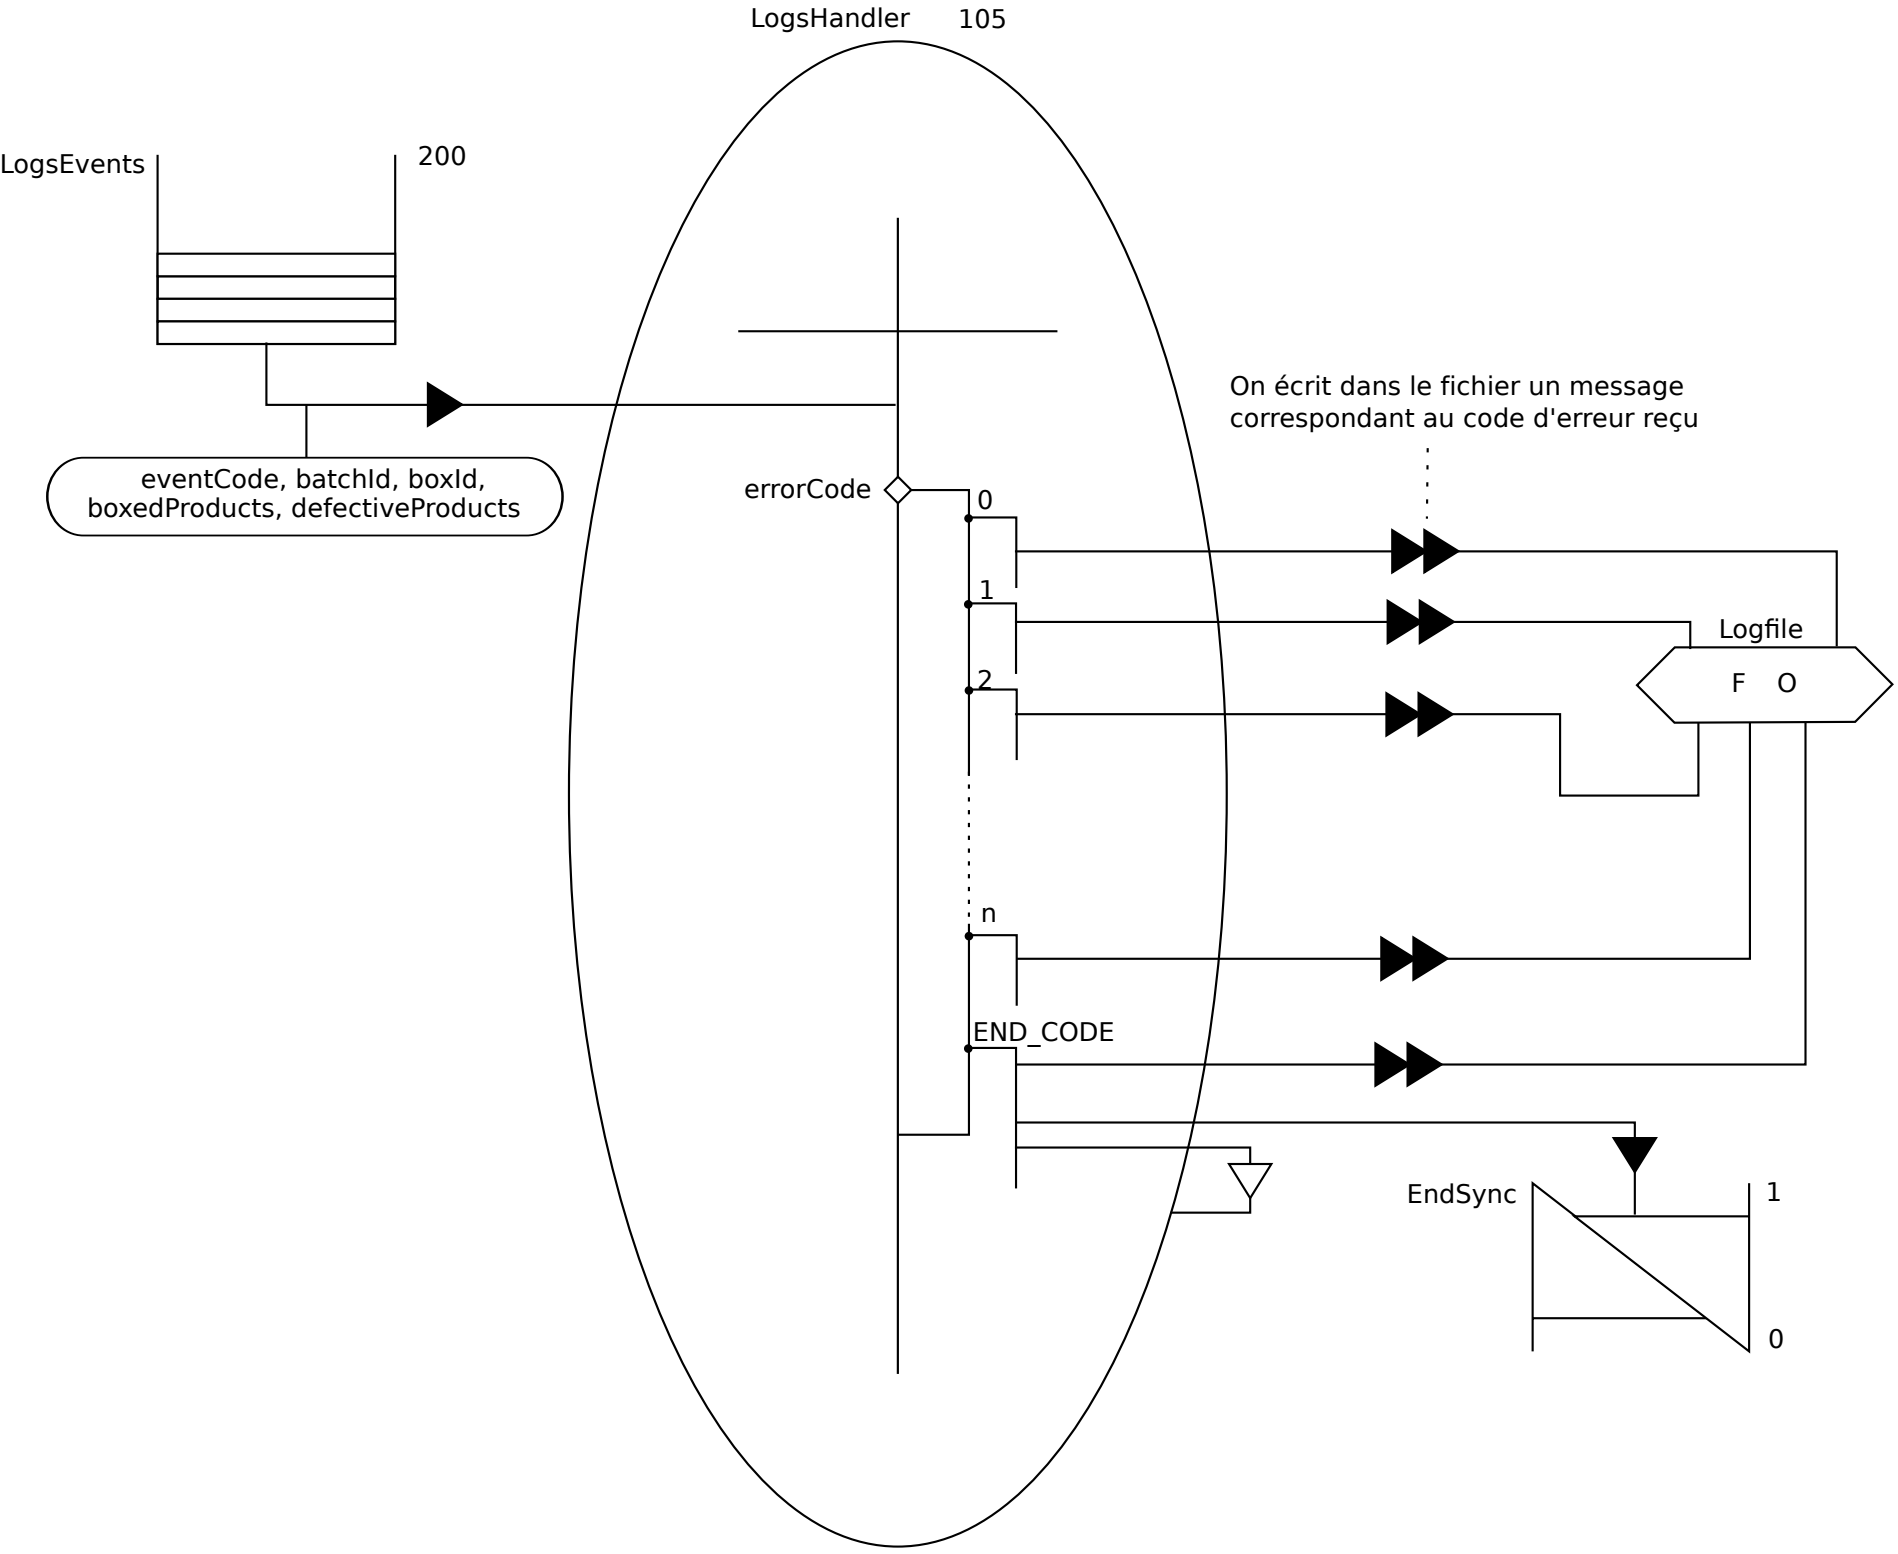 LogsHandler 105
LogsEvents
200
eventCode, batchId, boxId,
boxedProducts, defectiveProducts
On écrit dans le fichier un message
correspondant au code d'erreur reçu
errorCode
0
1
2
n
END_CODE
Logfile
F O
EndSync
1
0